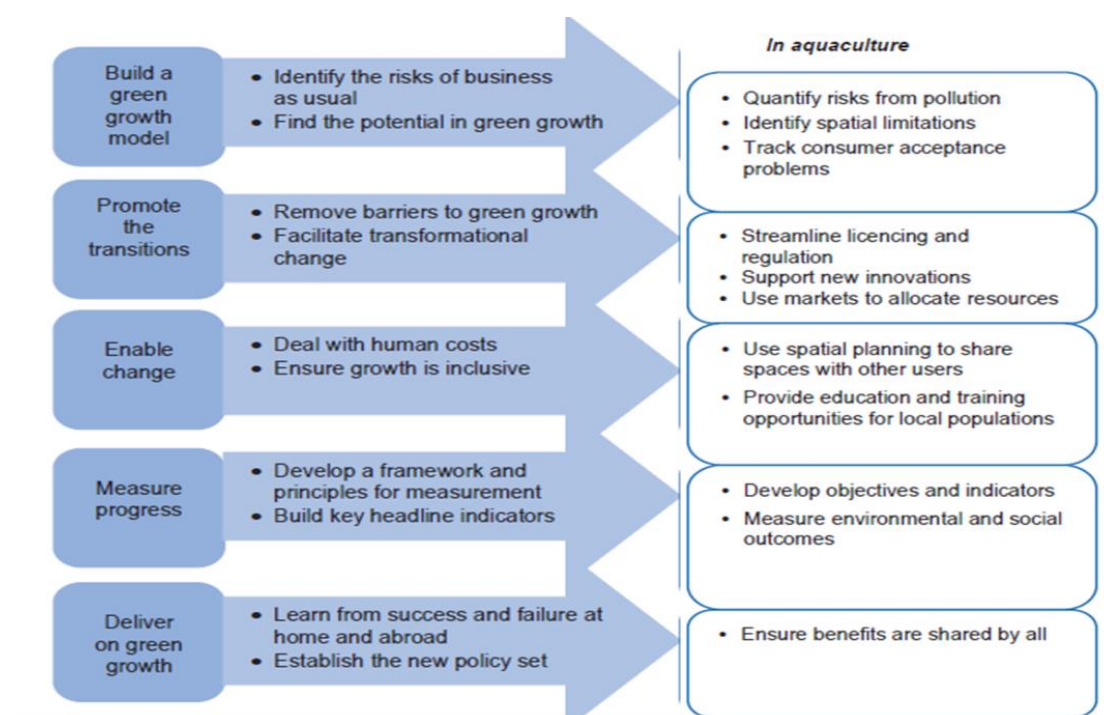 In aquaculture
Build a
green
growth
model
• Identify the risks of business
as usual
• Find the potential in green growth
• Quantify risks from pollution
• Identify spatial limitations
• Track consumer acceptance
problems
Promote
the
transitions
• Remove barriers to green growth
• Facilitate transformational
change
• Streamline licencing and
regulation
• Support new innovations
• Use markets to allocate resources
Enable
change
• Deal with human costs
• Ensure growth is inclusive
• Use spatial planning to share
spaces with other users
• Provide education and training
opportunities for local populations
Measure
progress
• Develop a framework and
principles for measurement
• Build key headline indicators
• Develop objectives and indicators
• Measure environmental and social
outcomes
Deliver
on green
growth
• Learn from success and failure at
home and abroad
• Establish the new policy set
• Ensure benefits are shared by all